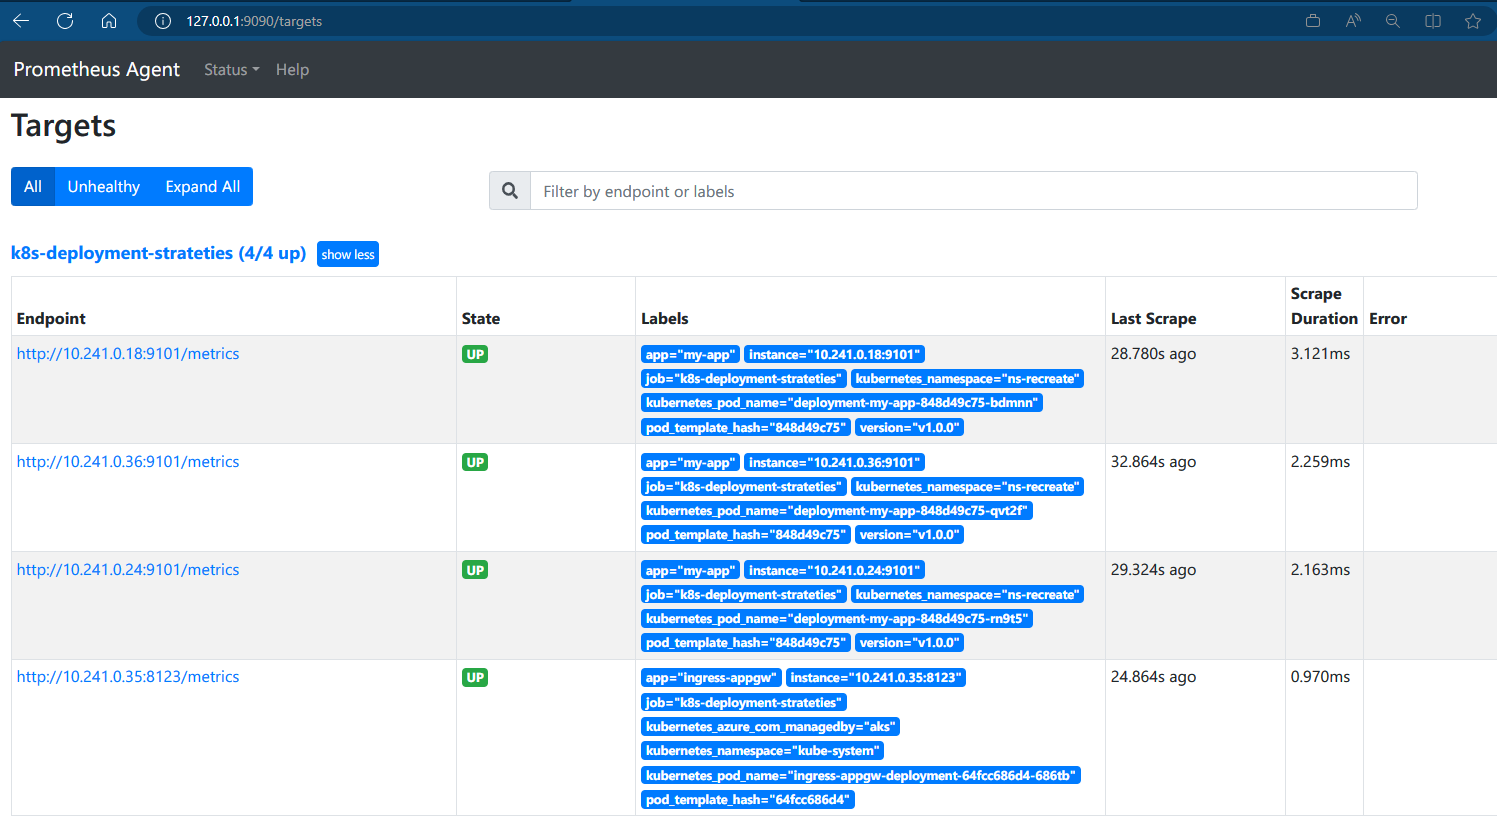 127.0.0.1:9090/targets
Prometheus Agent Status Help
Targets
All Unhealthy Expand All Filter by endpoint or labels
k8s-deployment-strateties (4/4 up) show less
Endpoint State Labels Last Scrape Scrape Duration Error
http://10.241.0.18:9101/metrics UP app="my-app" instance="10.241.0.18:9101" 28.780s ago 3.121ms
job="k8s-deployment-strateties" kubernetes_namespace="ns-recreate"
kubernetes_pod_name="deployment-my-app-848d49c75-bdmnn"
pod_template_hash="848d49c75" version="v1.0.0"
http://10.241.0.36:9101/metrics UP app="my-app" instance="10.241.0.36:9101" 32.864s ago 2.259ms
job="k8s-deployment-strateties" kubernetes_namespace="ns-recreate"
kubernetes_pod_name="deployment-my-app-848d49c75-qvt2f"
pod_template_hash="848d49c75" version="v1.0.0"
http://10.241.0.24:9101/metrics UP app="my-app" instance="10.241.0.24:9101" 29.324s ago 2.163ms
job="k8s-deployment-strateties" kubernetes_namespace="ns-recreate"
kubernetes_pod_name="deployment-my-app-848d49c75-rn9t5"
pod_template_hash="848d49c75" version="v1.0.0"
http://10.241.0.35:8123/metrics UP app="ingress-appgw" instance="10.241.0.35:8123" 24.864s ago 0.970ms
job="k8s-deployment-strateties"
kubernetes_azure_com_managedby="aks"
kubernetes_namespace="kube-system"
kubernetes_pod_name="ingress-appgw-deployment-64fcc686d4-686tb"
pod_template_hash="64fcc686d4"